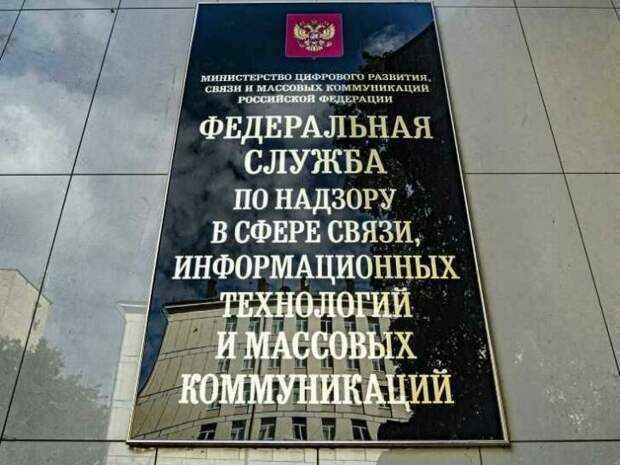 МИНИСТЕРСТВО ЦИФРОВОГО РАЗВИТИЯ,
СВЯЗИ И МАССОВЫХ КОММУНИКАЦИЙ
РОССИЙСКОЙ ФЕДЕРАЦИИ
ФЕДЕРАЛЬНАЯ
СЛУЖБА
ПО НАДЗОРУ
В СФЕРЕ СВЯЗИ,
ИНФОРМАЦИОННЫХ
ТЕХНОЛОГИЙ
И МАССОВЫХ
КОММУНИКАЦИЙ